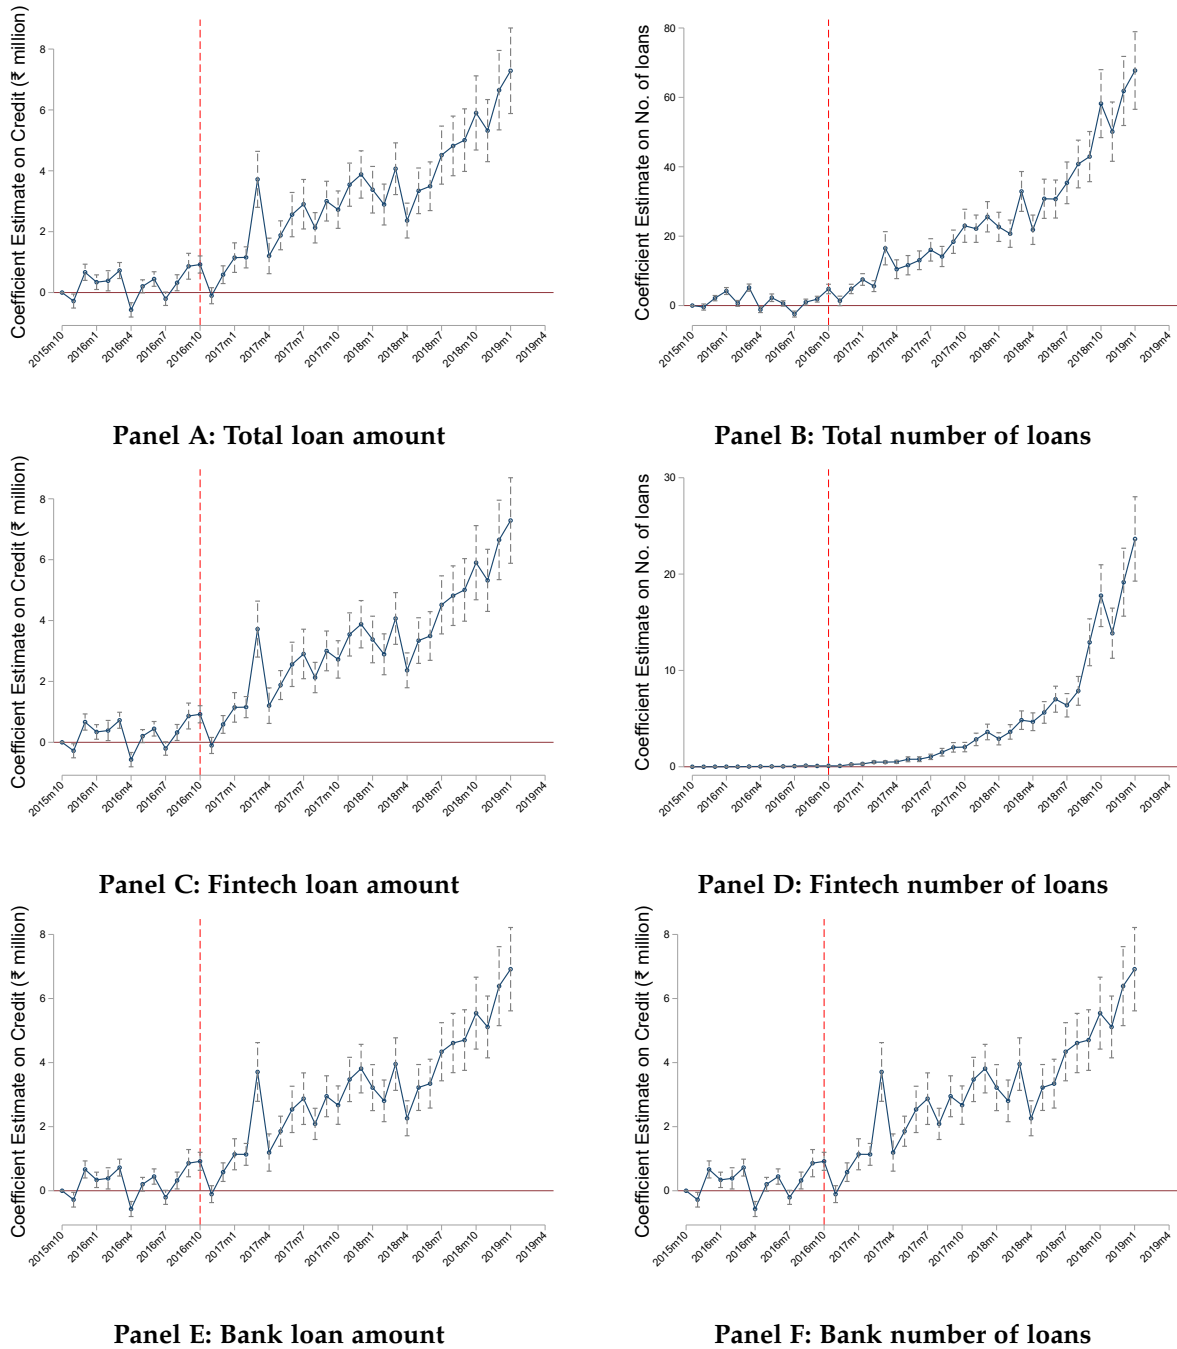 Coefficient Estimate on Credit (₹ million)
8
6
4
2
0
2015m10 2016m1 2016m4 2016m7 2016m10 2017m1 2017m4 2017m7 2017m10 2018m1 2018m4 2018m7 2018m10 2019m1 2019m4
Panel A: Total loan amount
Coefficient Estimate on No. of loans
80
60
40
20
0
2015m10 2016m1 2016m4 2016m7 2016m10 2017m1 2017m4 2017m7 2017m10 2018m1 2018m4 2018m7 2018m10 2019m1 2019m4
Panel B: Total number of loans
Coefficient Estimate on Credit (₹ million)
8
6
4
2
0
2015m10 2016m1 2016m4 2016m7 2016m10 2017m1 2017m4 2017m7 2017m10 2018m1 2018m4 2018m7 2018m10 2019m1 2019m4
Panel C: Fintech loan amount
Coefficient Estimate on No. of loans
30
20
10
0
2015m10 2016m1 2016m4 2016m7 2016m10 2017m1 2017m4 2017m7 2017m10 2018m1 2018m4 2018m7 2018m10 2019m1 2019m4
Panel D: Fintech number of loans
Coefficient Estimate on Credit (₹ million)
8
6
4
2
0
2015m10 2016m1 2016m4 2016m7 2016m10 2017m1 2017m4 2017m7 2017m10 2018m1 2018m4 2018m7 2018m10 2019m1 2019m4
Panel E: Bank loan amount
Coefficient Estimate on Credit (₹ million)
8
6
4
2
0
2015m10 2016m1 2016m4 2016m7 2016m10 2017m1 2017m4 2017m7 2017m10 2018m1 2018m4 2018m7 2018m10 2019m1 2019m4
Panel F: Bank number of loans